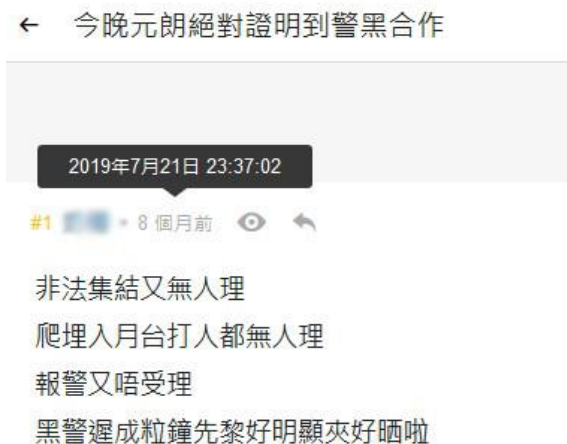 ← 今晚元朗絕對證明到警黑合作
2019年7月21日 23:37:02
#1 • 8 個月前
非法集結又無人理
爬埋入月台打人都無人理
報警又唔受理
黑警遲成粒鐘先黎好明顯夾好晒啦